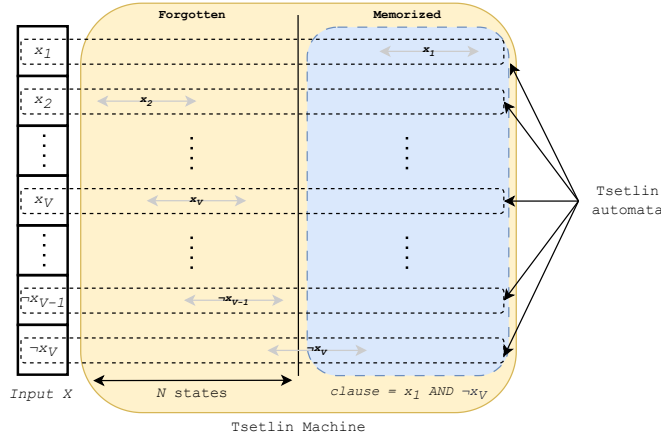 Forgotten Memorized
x1 x1
x2 x2
xV xV
¬xV-1 ¬xV-1
¬xV ¬xV
Tsetlin
automata
Input X N states clause = x1 AND ¬xV
Tsetlin Machine